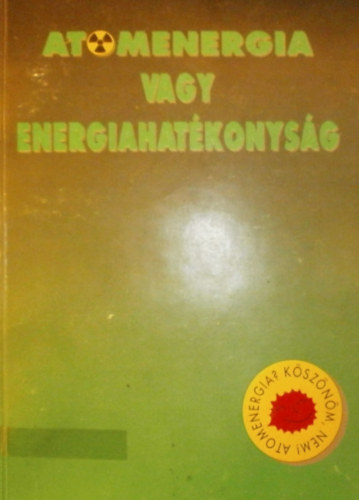 ATOMENERGIA
VAGY
ENERGIAHATÉKONYSÁG
ATOMENERGIA? KÖSZÖNÖM, NEM!